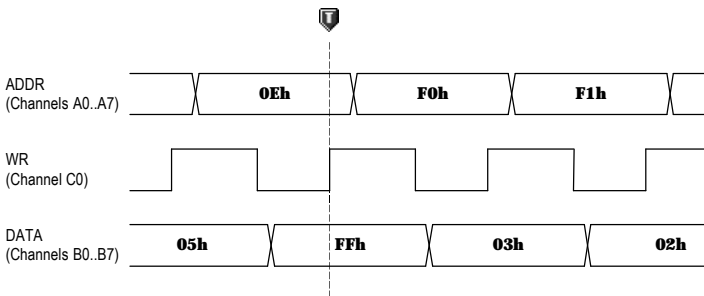 T
ADDR
(Channels A0..A7)
0Eh F0h F1h
WR
(Channel C0)
DATA
(Channels B0..B7)
05h FFh 03h 02h